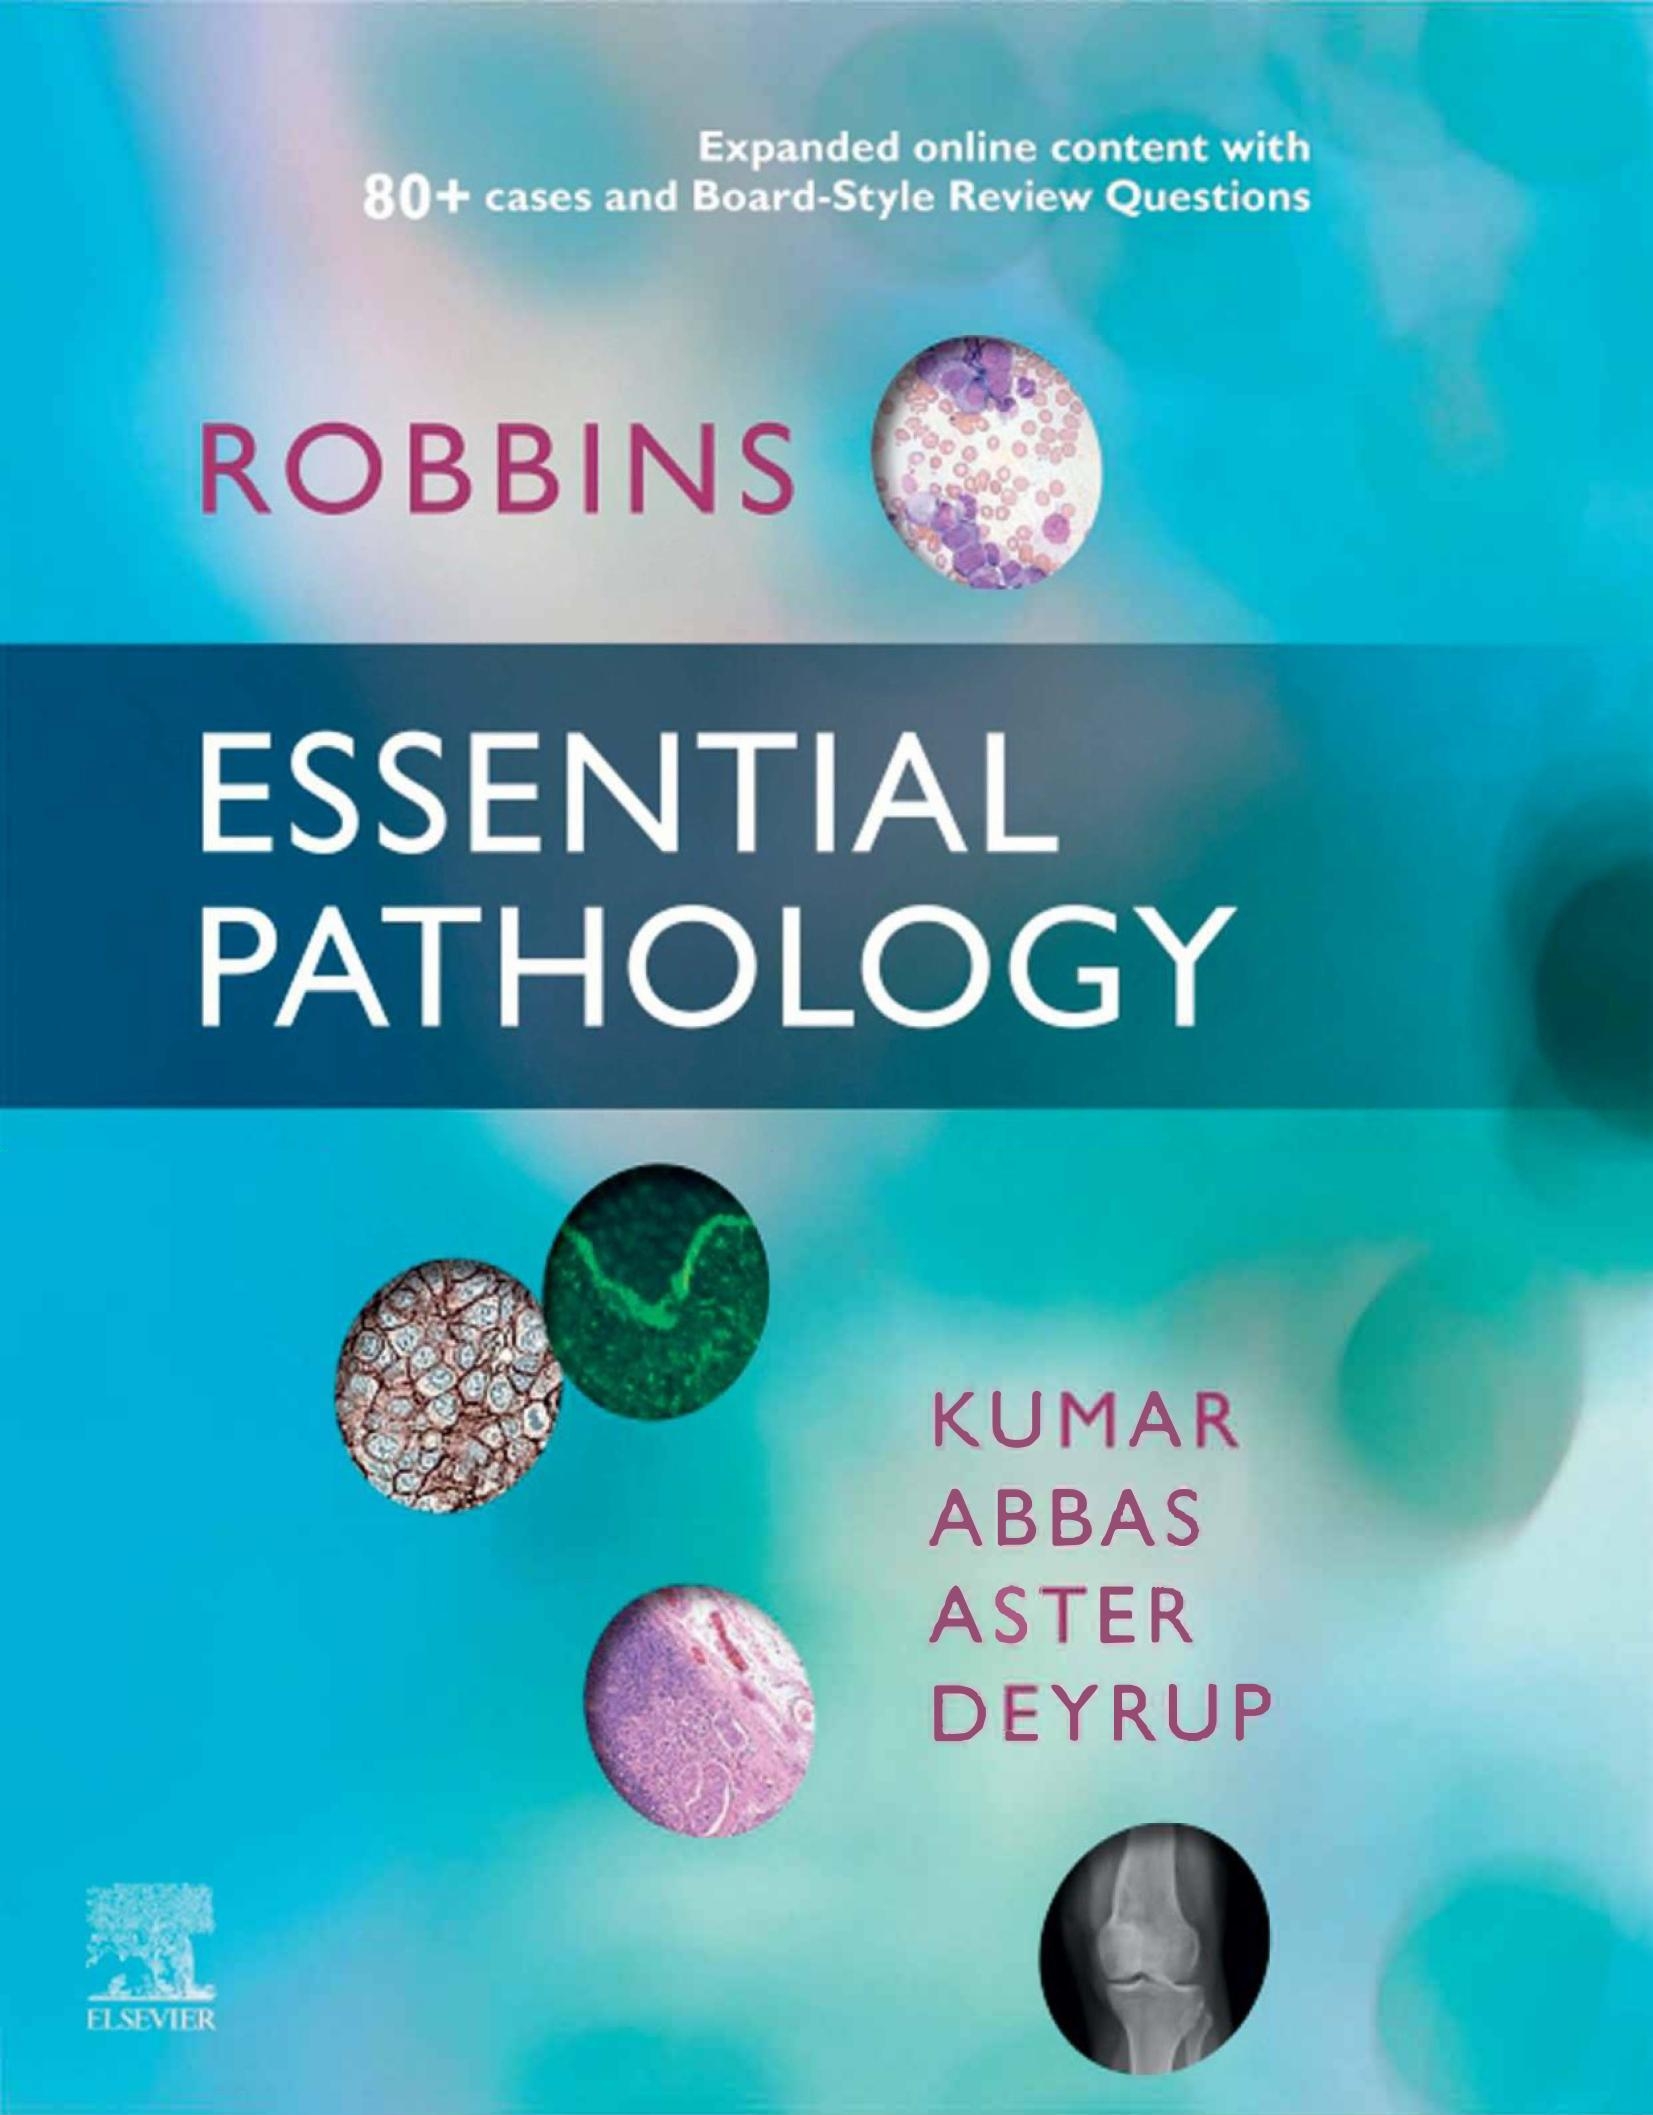 Expanded online content with
80+ cases and Board-Style Review Questions
ROBBINS
ESSENTIAL
PATHOLOGY
KUMAR
ABBAS
ASTER
DEYRUP
ELSEVIER